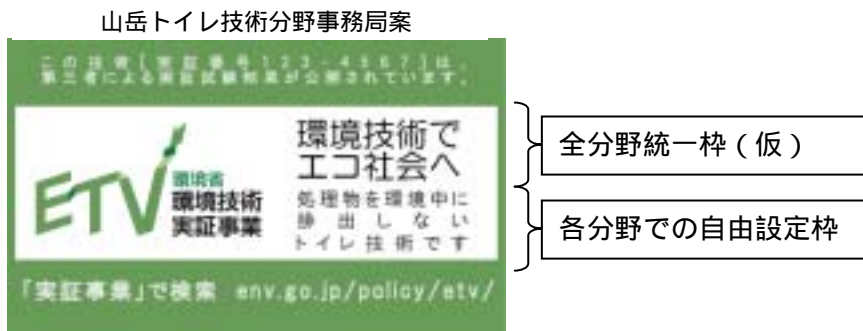 山岳トイレ技術分野事務局案
この技術[実証番号123-4567]は、
第三者による実証試験結果が公開されています。
ETV
環境省
環境技術
実証事業
環境技術で
エコ社会へ
処理物を環境中に
排出しない
トイレ技術です
「実証事業」で検索 env.go.jp/policy/etv/
全分野統一枠(仮)
各分野での自由設定枠